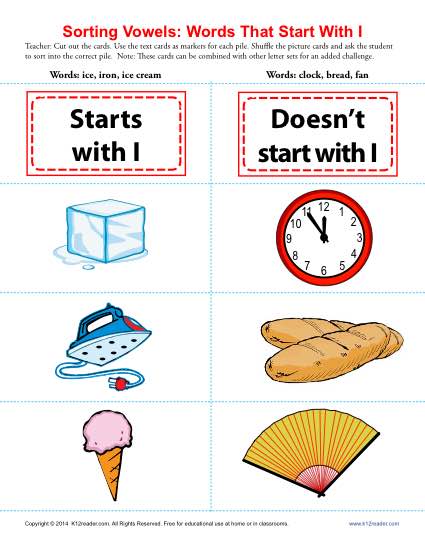 Sorting Vowels: Words That Start With I
Teacher: Cut out the cards. Use the text cards as markers for each pile. Shuffle the picture cards and ask the student
to sort into the correct pile. Note: These cards can be combined with other letter sets for an added challenge.
Words: ice, iron, ice cream
Words: clock, bread, fan
Starts
with I
Doesn't
start with I
11 12 1
10 2
9 3
8 4
7 6 5
Copyright © 2014 K12reader.com. All Rights Reserved. Free for educational use at home or in classrooms.
www.k12reader.com